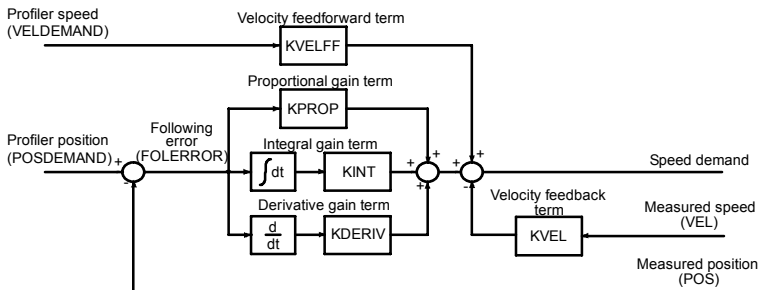 Profiler speed
(VELDEMAND)
Velocity feedforward term
KVELFF
Proportional gain term
KPROP
Profiler position
(POSDEMAND)
Following
error
(FOLERROR)
Integral gain term
∫dt
KINT
Speed demand
Derivative gain term
d
dt
KDERIV
Velocity feedback
term
KVEL
Measured speed
(VEL)
Measured position
(POS)
+
-
+
+
+
+
+
-